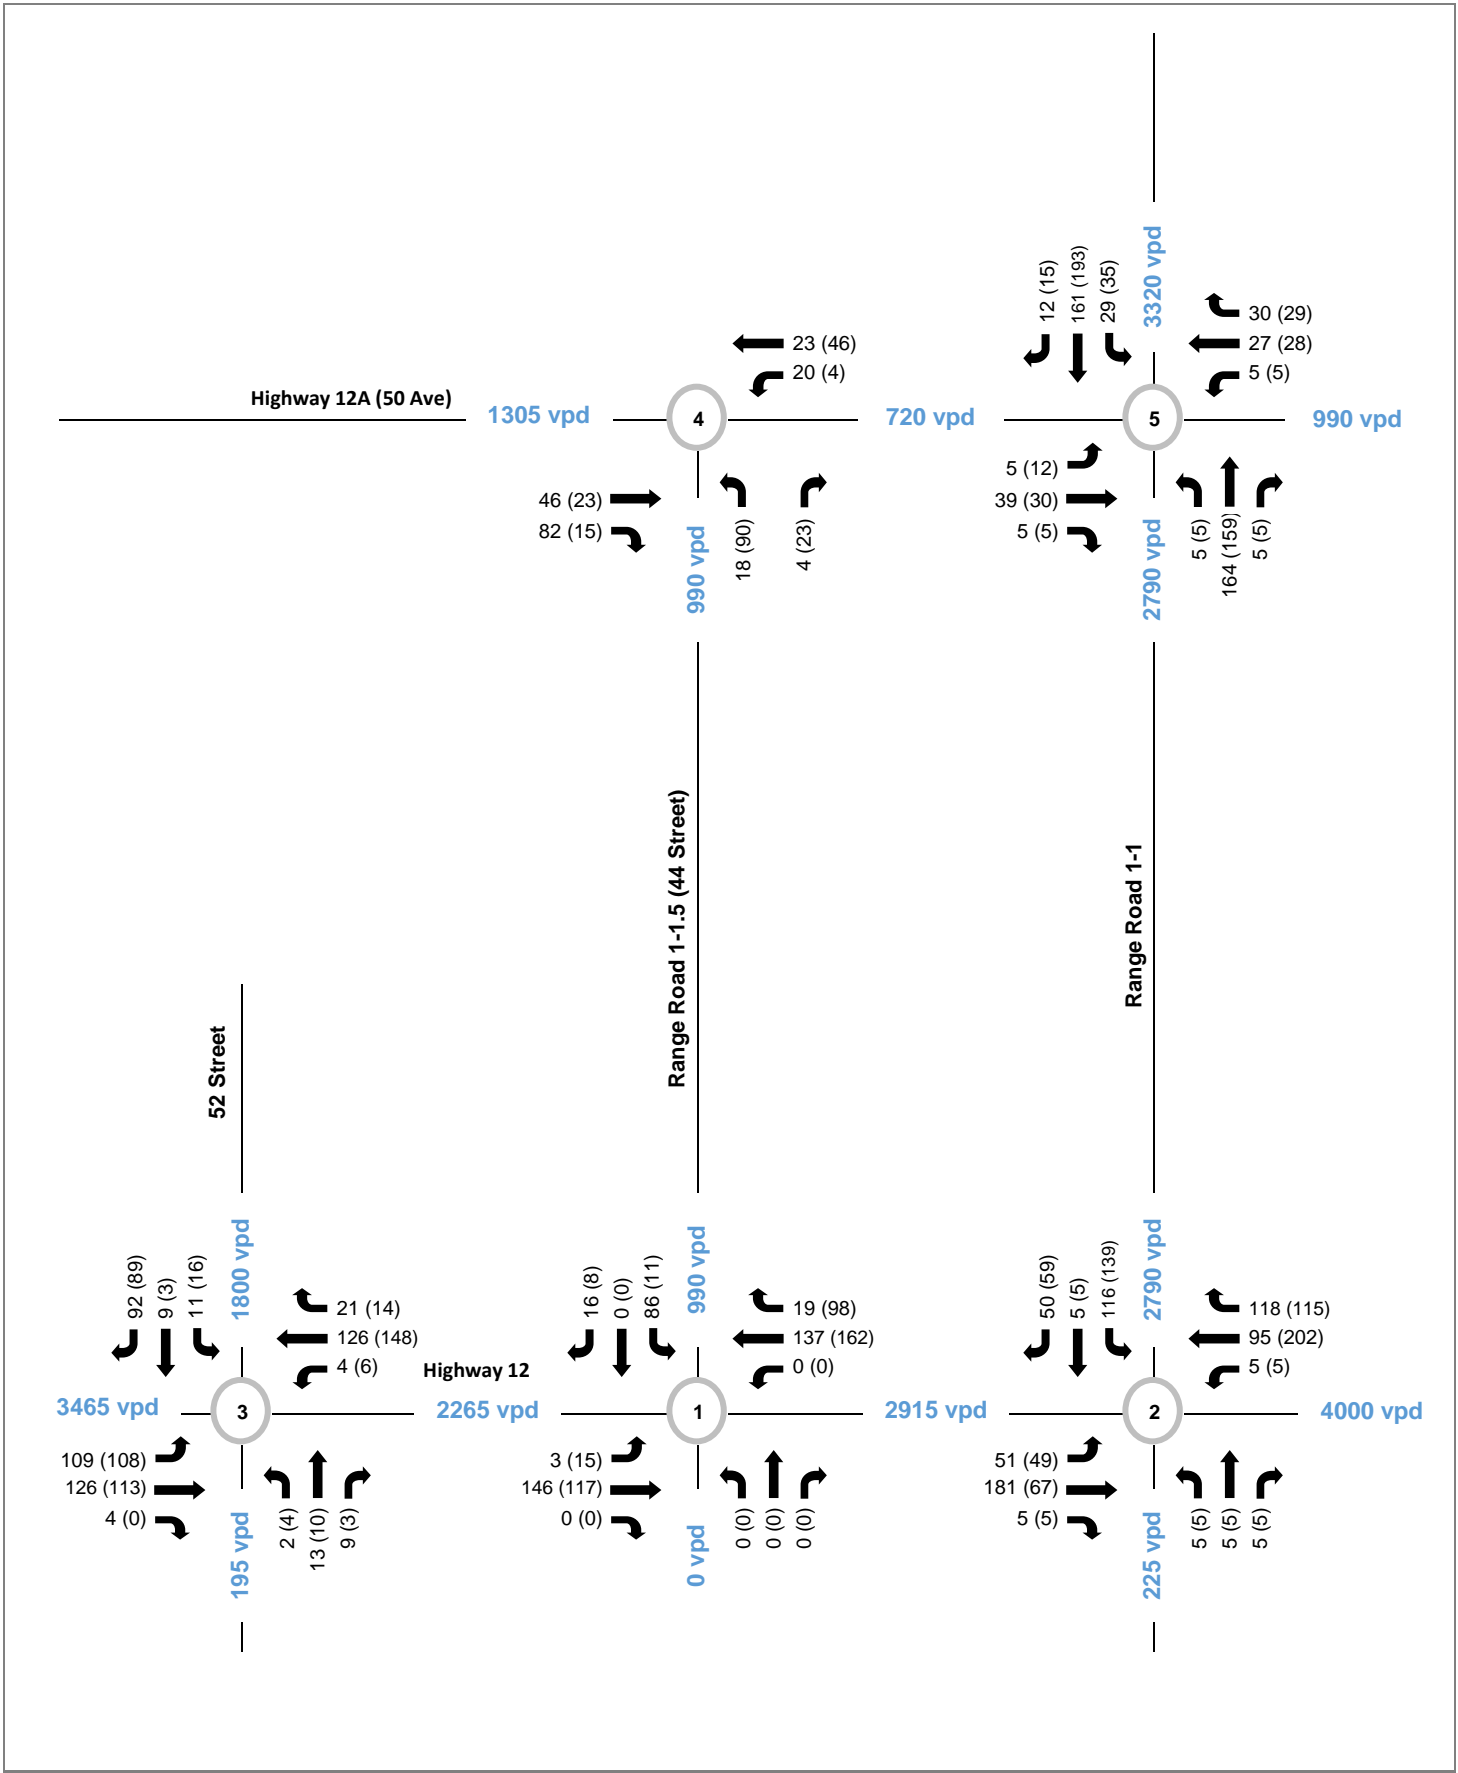 3320 vpd
12 (15)
161 (193)
29 (35)
30 (29)
27 (28)
5 (5)
23 (46)
20 (4)
Highway 12A (50 Ave)
1305 vpd
4
720 vpd
5
990 vpd
46 (23)
82 (15)
990 vpd
18 (90)
4 (23)
5 (12)
39 (30)
5 (5)
2790 vpd
5 (5)
164 (159)
5 (5)
52 Street
Range Road 1-1.5 (44 Street)
Range Road 1-1
92 (89)
9 (3)
11 (16)
1800 vpd
21 (14)
126 (148)
4 (6)
Highway 12
3465 vpd
3
2265 vpd
109 (108)
126 (113)
4 (0)
195 vpd
2 (4)
13 (10)
9 (3)
16 (8)
0 (0)
86 (11)
990 vpd
19 (98)
137 (162)
0 (0)
1
2915 vpd
3 (15)
146 (117)
0 (0)
0 vpd
0 (0)
0 (0)
0 (0)
50 (59)
5 (5)
116 (139)
2790 vpd
118 (115)
95 (202)
5 (5)
2
4000 vpd
51 (49)
181 (67)
5 (5)
225 vpd
5 (5)
5 (5)
5 (5)